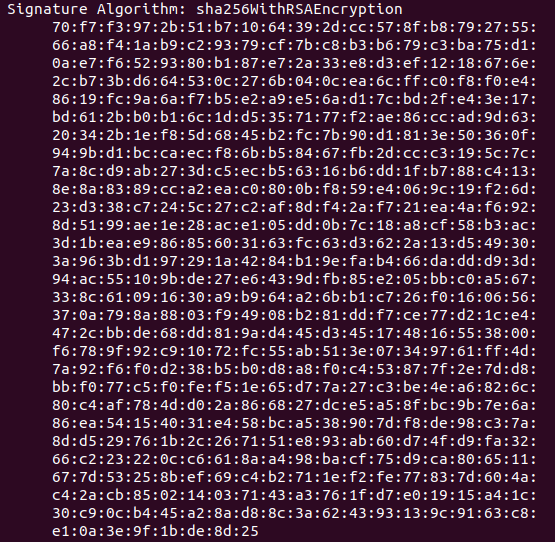 Signature Algorithm: sha256WithRSAEncryption
70:f7:f3:97:2b:51:b7:10:64:39:2d:cc:57:8f:b8:79:27:55:
66:a8:f4:1a:b9:c2:93:79:cf:7b:c8:b3:b6:79:c3:ba:75:d1:
0a:e7:f6:52:93:80:b1:87:e7:2a:33:e8:d3:ef:12:18:67:6e:
2c:b7:3b:d6:64:53:0c:27:6b:04:0c:ea:6c:ff:c0:f8:f0:e4:
86:19:fc:9a:6a:f7:b5:e2:a9:e5:6a:d1:7c:bd:2f:e4:3e:17:
bd:61:2b:b0:b1:6c:1d:d5:35:71:77:f2:ae:86:cc:ad:9d:63:
20:34:2b:1e:f8:5d:68:45:b2:fc:7b:90:d1:81:3e:50:36:0f:
94:9b:d1:bc:ca:ec:f8:6b:b5:84:67:fb:2d:cc:c3:19:5c:7c:
7a:8c:d9:ab:27:3d:c5:ec:b5:63:16:b6:dd:1f:b7:88:c4:13:
8e:8a:83:89:cc:a2:ea:c0:80:0b:f8:59:e4:06:9c:19:f2:6d:
23:d3:38:c7:24:5c:27:c2:af:8d:f4:2a:f7:21:ea:4a:f6:92:
8d:51:99:ae:1e:28:ac:e1:05:dd:0b:7c:18:a8:cf:58:b3:ac:
3d:1b:ea:e9:86:85:60:31:63:fc:63:d3:62:2a:13:d5:49:30:
3a:96:3b:d1:97:29:1a:42:84:b1:9e:fa:b4:66:da:dd:d9:3d:
94:ac:55:10:9b:de:27:e6:43:9d:fb:85:e2:05:bb:c0:a5:67:
33:8c:61:09:16:30:a9:b9:64:a2:6b:b1:c7:26:f0:16:06:56:
37:0a:79:8a:88:03:f9:49:08:b2:81:dd:f7:ce:77:d2:1c:e4:
47:2c:bb:de:68:dd:81:9a:d4:45:d3:45:17:48:16:55:38:00:
f6:78:9f:92:c9:10:72:fc:55:ab:51:3e:07:34:97:61:ff:4d:
7a:92:f6:f0:d2:38:b5:b0:d8:a8:f0:c4:53:87:7f:2e:7d:d8:
bb:f0:77:c5:f0:fe:f5:1e:65:d7:7a:27:c3:be:4e:a6:82:6c:
80:c4:af:78:4d:d0:2a:86:68:27:dc:e5:a5:8f:bc:9b:7e:6a:
86:ea:54:15:40:31:e4:58:bc:a5:38:90:7d:f8:de:98:c3:7a:
8d:d5:29:76:1b:2c:26:71:51:e8:93:ab:60:d7:4f:d9:fa:32:
66:c2:23:22:0c:c6:61:8a:a4:98:ba:cf:75:d9:ca:80:65:11:
67:7d:53:25:8b:ef:69:c4:b2:71:1e:f2:fe:77:83:7d:60:4a:
c4:2a:cb:85:02:14:03:71:43:a3:76:1f:d7:e0:19:15:a4:1c:
30:c9:0c:b4:45:a2:8a:d8:8c:3a:62:43:93:13:9c:91:63:c8:
e1:0a:3e:9f:1b:de:8d:25